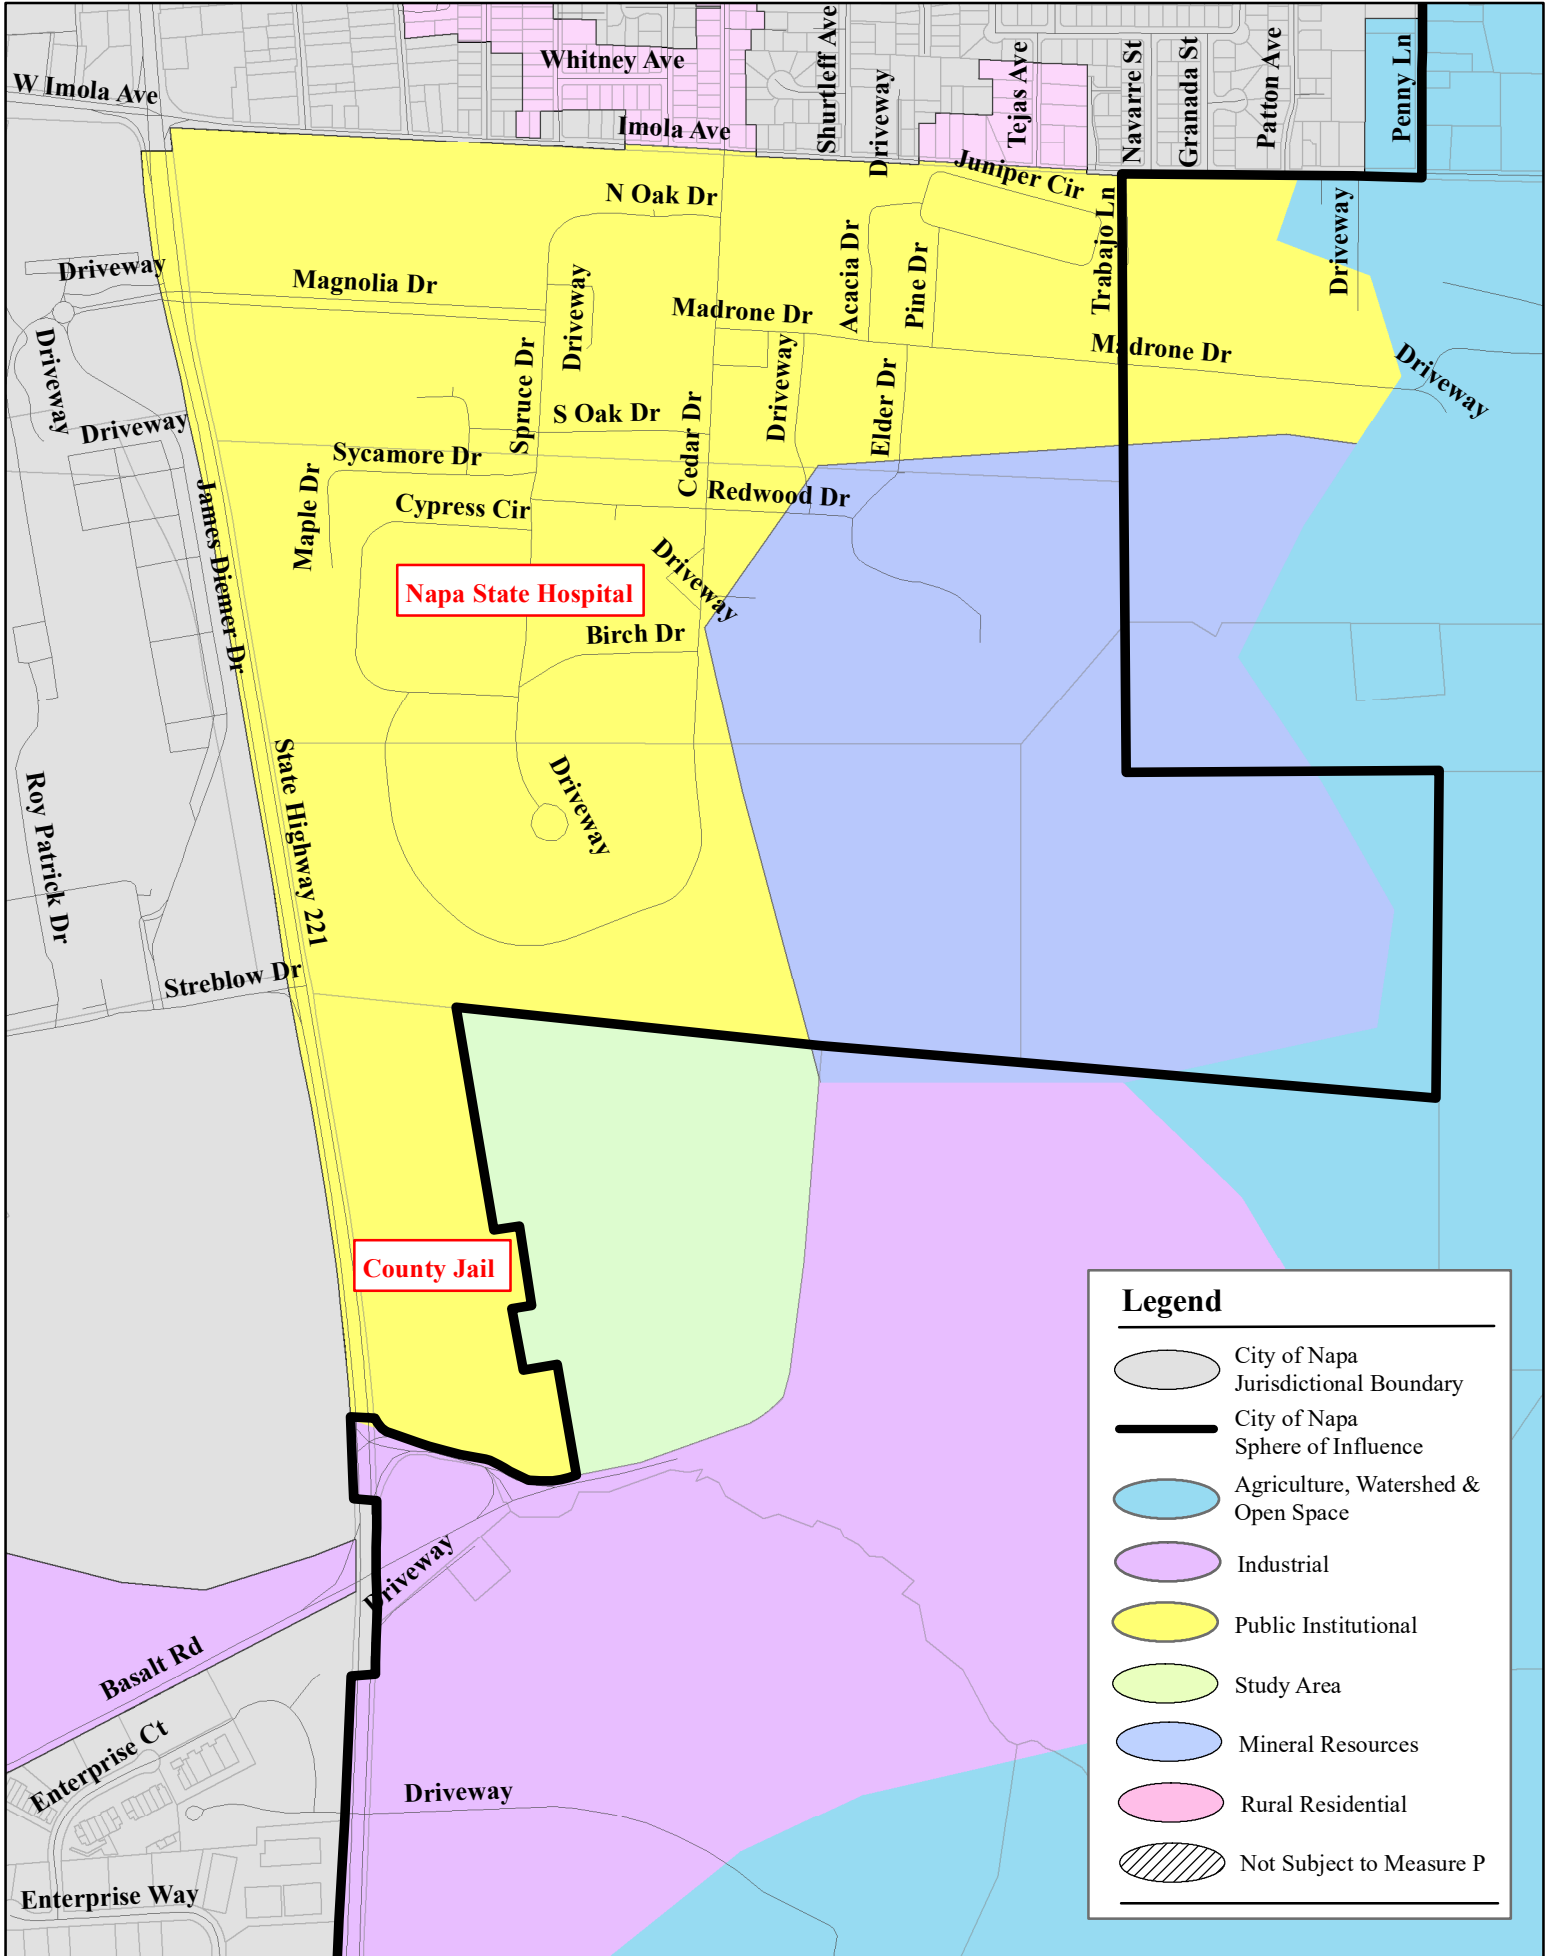 W Imola Ave
Whitney Ave
Imola Ave
Shurtleff Ave
Driveway
Tejas Ave
Navarre St
Granada St
Patton Ave
Penny Ln
N Oak Dr
Juniper Cir
Trabajo Ln
Driveway
Driveway
Magnolia Dr
Driveway
Madrone Dr
Acacia Dr
Pine Dr
Madrone Dr
Driveway
Driveway
Spruce Dr
Driveway
Elder Dr
Driveway
S Oak Dr
Cedar Dr
Sycamore Dr
Maple Dr
Cypress Cir
Redwood Dr
James Diemer Dr
Driveway
Napa State Hospital
Birch Dr
State Highway 221
Driveway
Roy Patrick Dr
Streblow Dr
County Jail
Driveway
Basalt Rd
Enterprise Ct
Driveway
Enterprise Way
Legend
City of Napa
Jurisdictional Boundary
City of Napa
Sphere of Influence
Agriculture, Watershed &
Open Space
Industrial
Public Institutional
Study Area
Mineral Resources
Rural Residential
Not Subject to Measure P